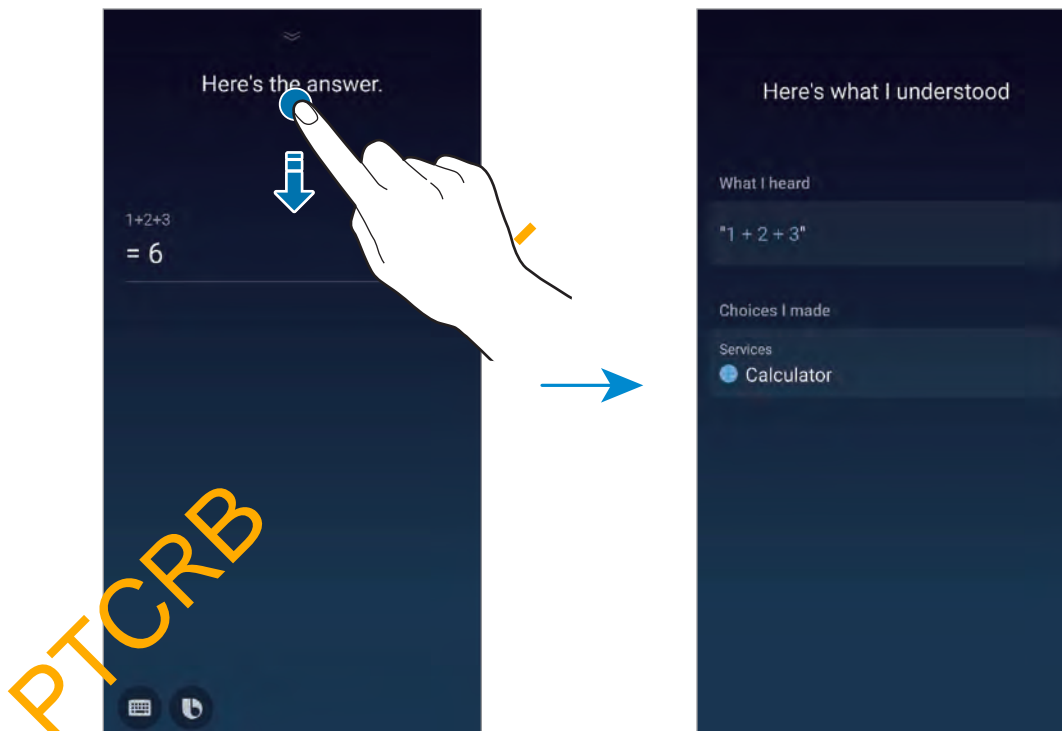 Here's the answer.
1+2+3
= 6
PTCRB
Here's what I understood
What I heard
"1 + 2 + 3"
Choices I made
Services
Calculator